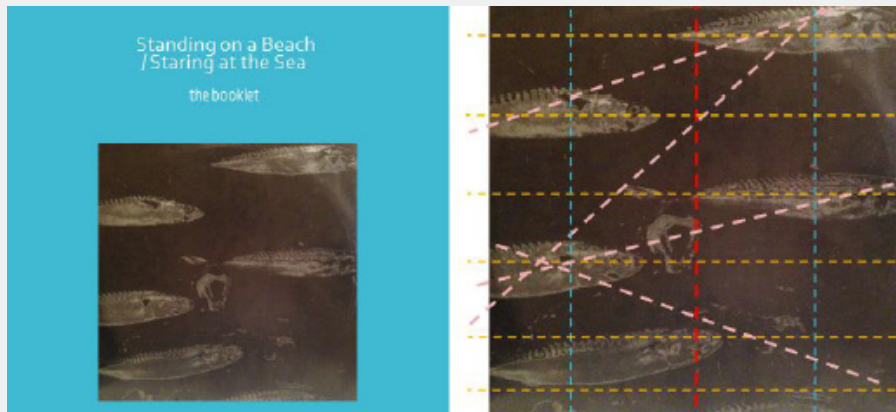 Standing on a Beach
/Staring at the Sea
the booklet